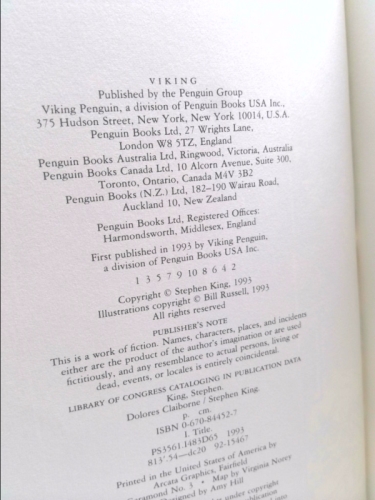 VIKING
Published by the Penguin Group
Viking Penguin, a division of Penguin Books USA Inc.,
375 Hudson Street, New York, New York 10014, U.S.A.
Penguin Books Ltd, 27 Wrights Lane,
London W8 5TZ, England
Penguin Books Australia Ltd, Ringwood, Victoria, Australia
Penguin Books Canada Ltd, 10 Alcorn Avenue, Suite 300,
Toronto, Ontario, Canada M4V 3B2
Penguin Books (N.Z.) Ltd, 182–190 Wairau Road,
Auckland 10, New Zealand
Penguin Books Ltd, Registered Offices:
Harmondsworth, Middlesex, England
First published in 1993 by Viking Penguin,
a division of Penguin Books USA Inc.
1 3 5 7 9 10 8 6 4 2
Copyright © Stephen King, 1993
Illustrations copyright © Bill Russell, 1993
All rights reserved
PUBLISHER'S NOTE
This is a work of fiction. Names, characters, places, and incidents
either are the product of the author's imagination or are used
fictitiously, and any resemblance to actual persons, living or
dead, events, or locales is entirely coincidental.
LIBRARY OF CONGRESS CATALOGING IN PUBLICATION DATA
King, Stephen.
Dolores Claiborne / Stephen King.
p. cm.
ISBN 0-670-84452-7
I. Title.
PS3561.I483D65 1993
813'.54—dc20 92-15467
Printed in the United States of America by
Arcata Graphics, Fairfield
Garamond No. 3 • Map by Virginia Norey
Designed by Amy Hill
under copyright
publication